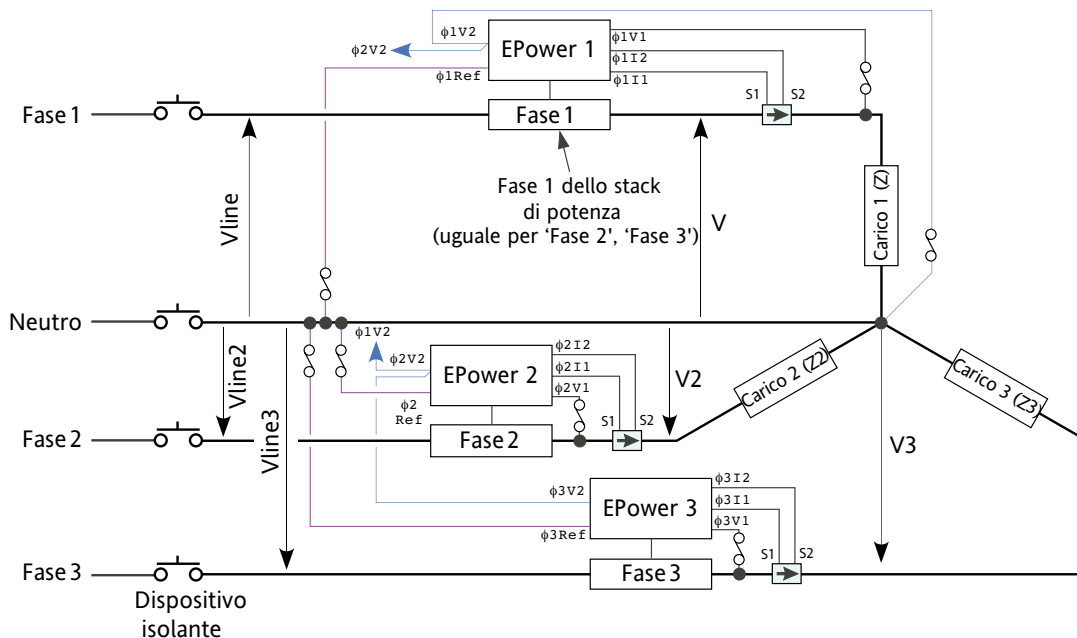 ϕ1V2
ϕ2V2
EPower 1
ϕ1Ref
ϕ1V1
ϕ1I2
ϕ1I1
S1
S2
Fase 1
Fase 1
Fase 1 dello stack
di potenza
(uguale per ‘Fase 2’, ‘Fase 3’)
Vline
V
Carico 1 (Z)
Neutro
ϕ1V2
ϕ2V2
EPower 2
ϕ2
Ref
ϕ2I2
ϕ2I1
ϕ2V1
S1
S2
Vline2
Vline3
V2
Carico 2 (Z2)
Carico 3 (Z3)
V3
Fase 2
Fase 2
ϕ3V2
EPower 3
ϕ3Ref
ϕ3I2
ϕ3I1
ϕ3V1
S1
S2
Fase 3
Fase 3
Dispositivo
isolante